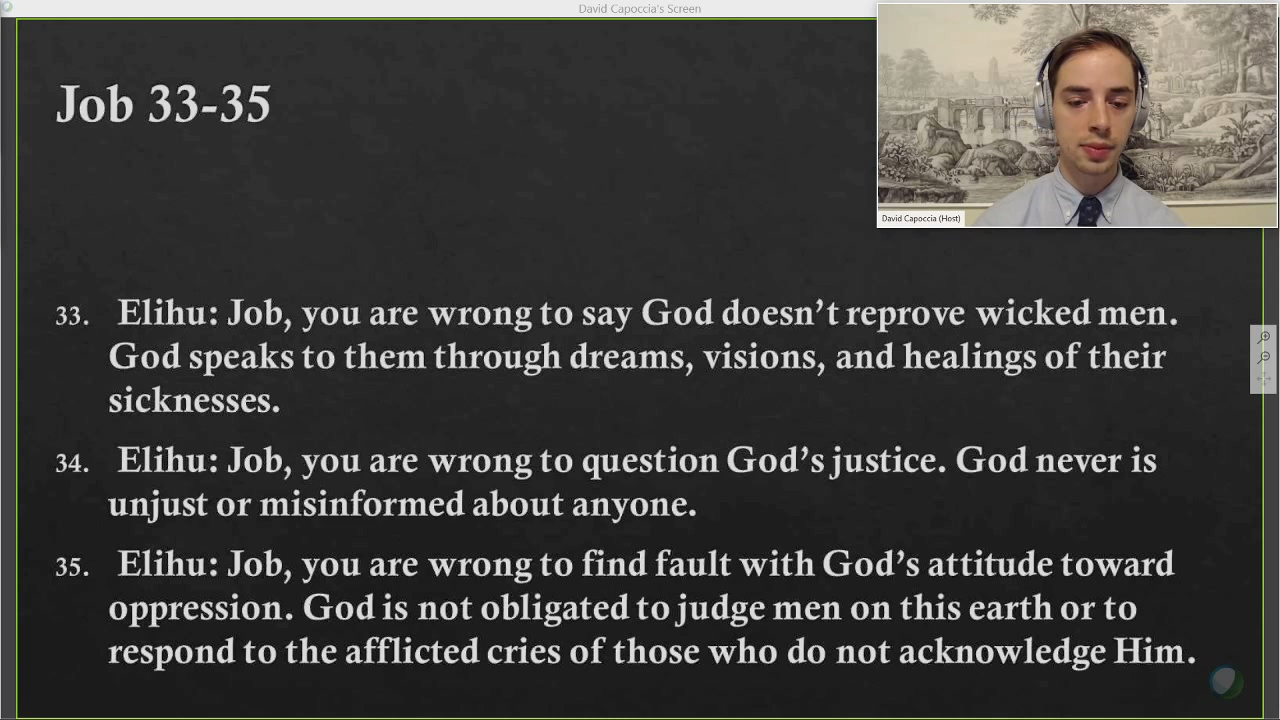 David Capoccia's Screen
Job 33-35
David Capoccia (Host)
33. Elihu: Job, you are wrong to say God doesn’t reprove wicked men.
God speaks to them through dreams, visions, and healings of their
sicknesses.
34. Elihu: Job, you are wrong to question God’s justice. God never is
unjust or misinformed about anyone.
35. Elihu: Job, you are wrong to find fault with God’s attitude toward
oppression. God is not obligated to judge men on this earth or to
respond to the afflicted cries of those who do not acknowledge Him.